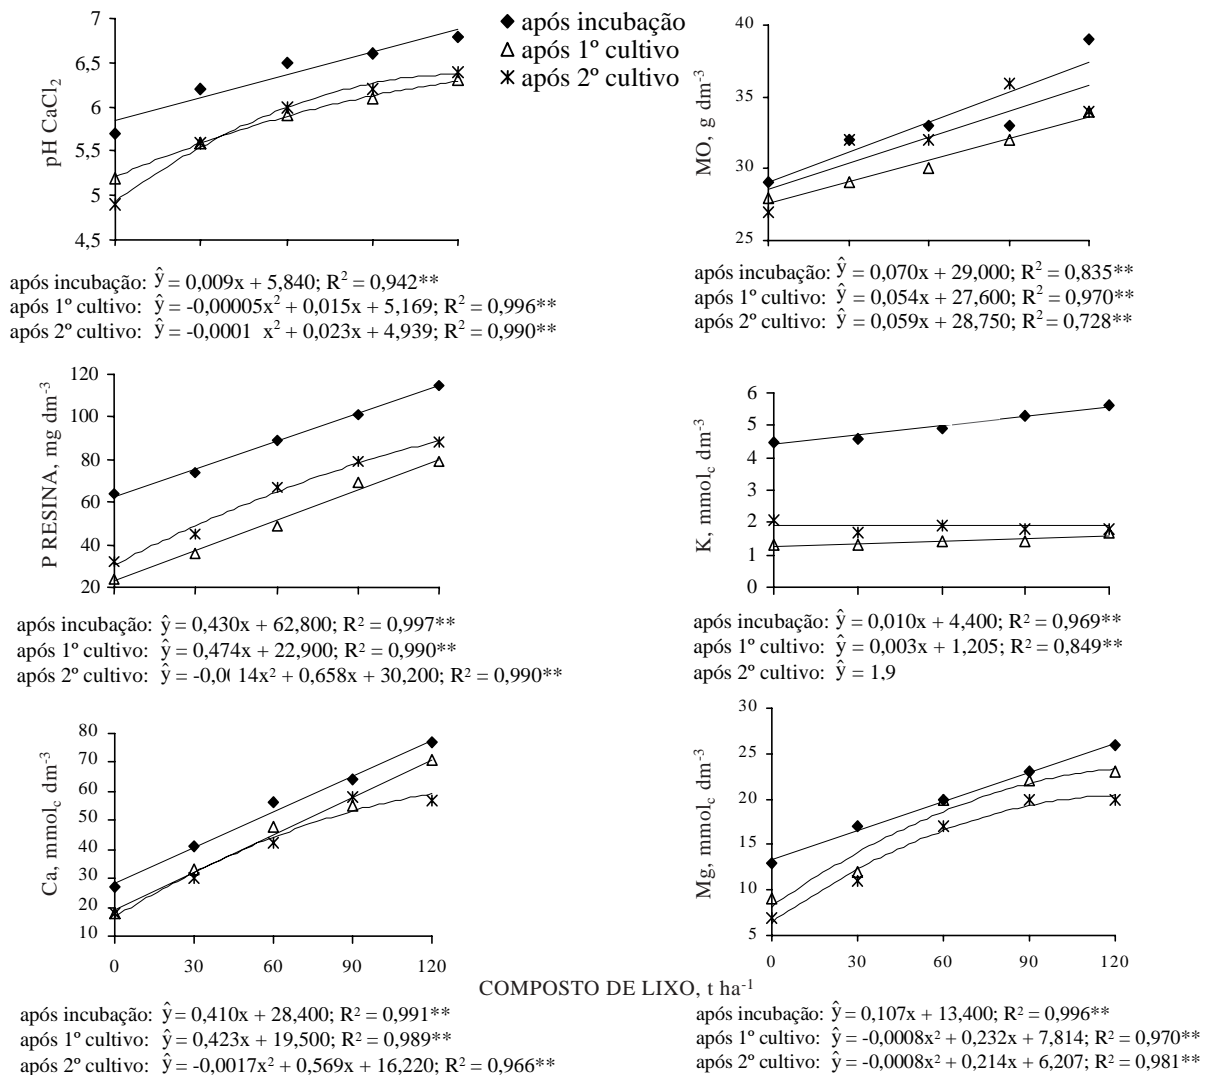 ◆ após incubação
△ após 1º cultivo
✶ após 2º cultivo
pH CaCl₂
7
6,5
6
5,5
5
4,5
após incubação: ŷ = 0,009x + 5,840; R² = 0,942**
após 1º cultivo: ŷ = -0,00005x² + 0,015x + 5,169; R² = 0,996**
após 2º cultivo: ŷ = -0,0001 x² + 0,023x + 4,939; R² = 0,990**
MO, g dm⁻³
40
35
30
25
após incubação: ŷ = 0,070x + 29,000; R² = 0,835**
após 1º cultivo: ŷ = 0,054x + 27,600; R² = 0,970**
após 2º cultivo: ŷ = 0,059x + 28,750; R² = 0,728**
P RESINA, mg dm⁻³
120
100
80
60
40
20
após incubação: ŷ = 0,430x + 62,800; R² = 0,997**
após 1º cultivo: ŷ = 0,474x + 22,900; R² = 0,990**
após 2º cultivo: ŷ = -0,0014x² + 0,658x + 30,200; R² = 0,990**
K, mmol_c dm⁻³
6
5
4
3
2
1
0
após incubação: ŷ = 0,010x + 4,400; R² = 0,969**
após 1º cultivo: ŷ = 0,003x + 1,205; R² = 0,849**
após 2º cultivo: ŷ = 1,9
Ca, mmol_c dm⁻³
80
70
60
50
40
30
20
10
0 30 60 90 120
Mg, mmol_c dm⁻³
30
25
20
15
10
5
0 30 60 90 120
COMPOSTO DE LIXO, t ha⁻¹
após incubação: ŷ = 0,410x + 28,400; R² = 0,991**
após 1º cultivo: ŷ = 0,423x + 19,500; R² = 0,989**
após 2º cultivo: ŷ = -0,0017x² + 0,569x + 16,220; R² = 0,966**
após incubação: ŷ = 0,107x + 13,400; R² = 0,996**
após 1º cultivo: ŷ = -0,0008x² + 0,232x + 7,814; R² = 0,970**
após 2º cultivo: ŷ = -0,0008x² + 0,214x + 6,207; R² = 0,981**